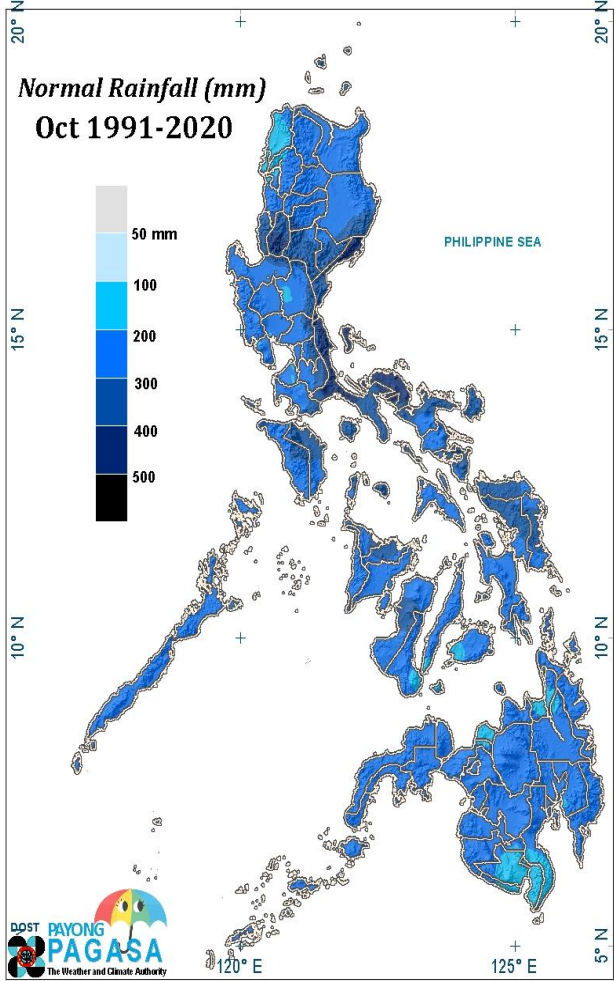 20° N
20° N
Normal Rainfall (mm)
Oct 1991-2020
50 mm
100
200
300
400
500
PHILIPPINE SEA
15° N
15° N
10° N
10° N
DOST
PAYONG
PAGASA
The Weather and Climate Authority
120° E
125° E
5° N